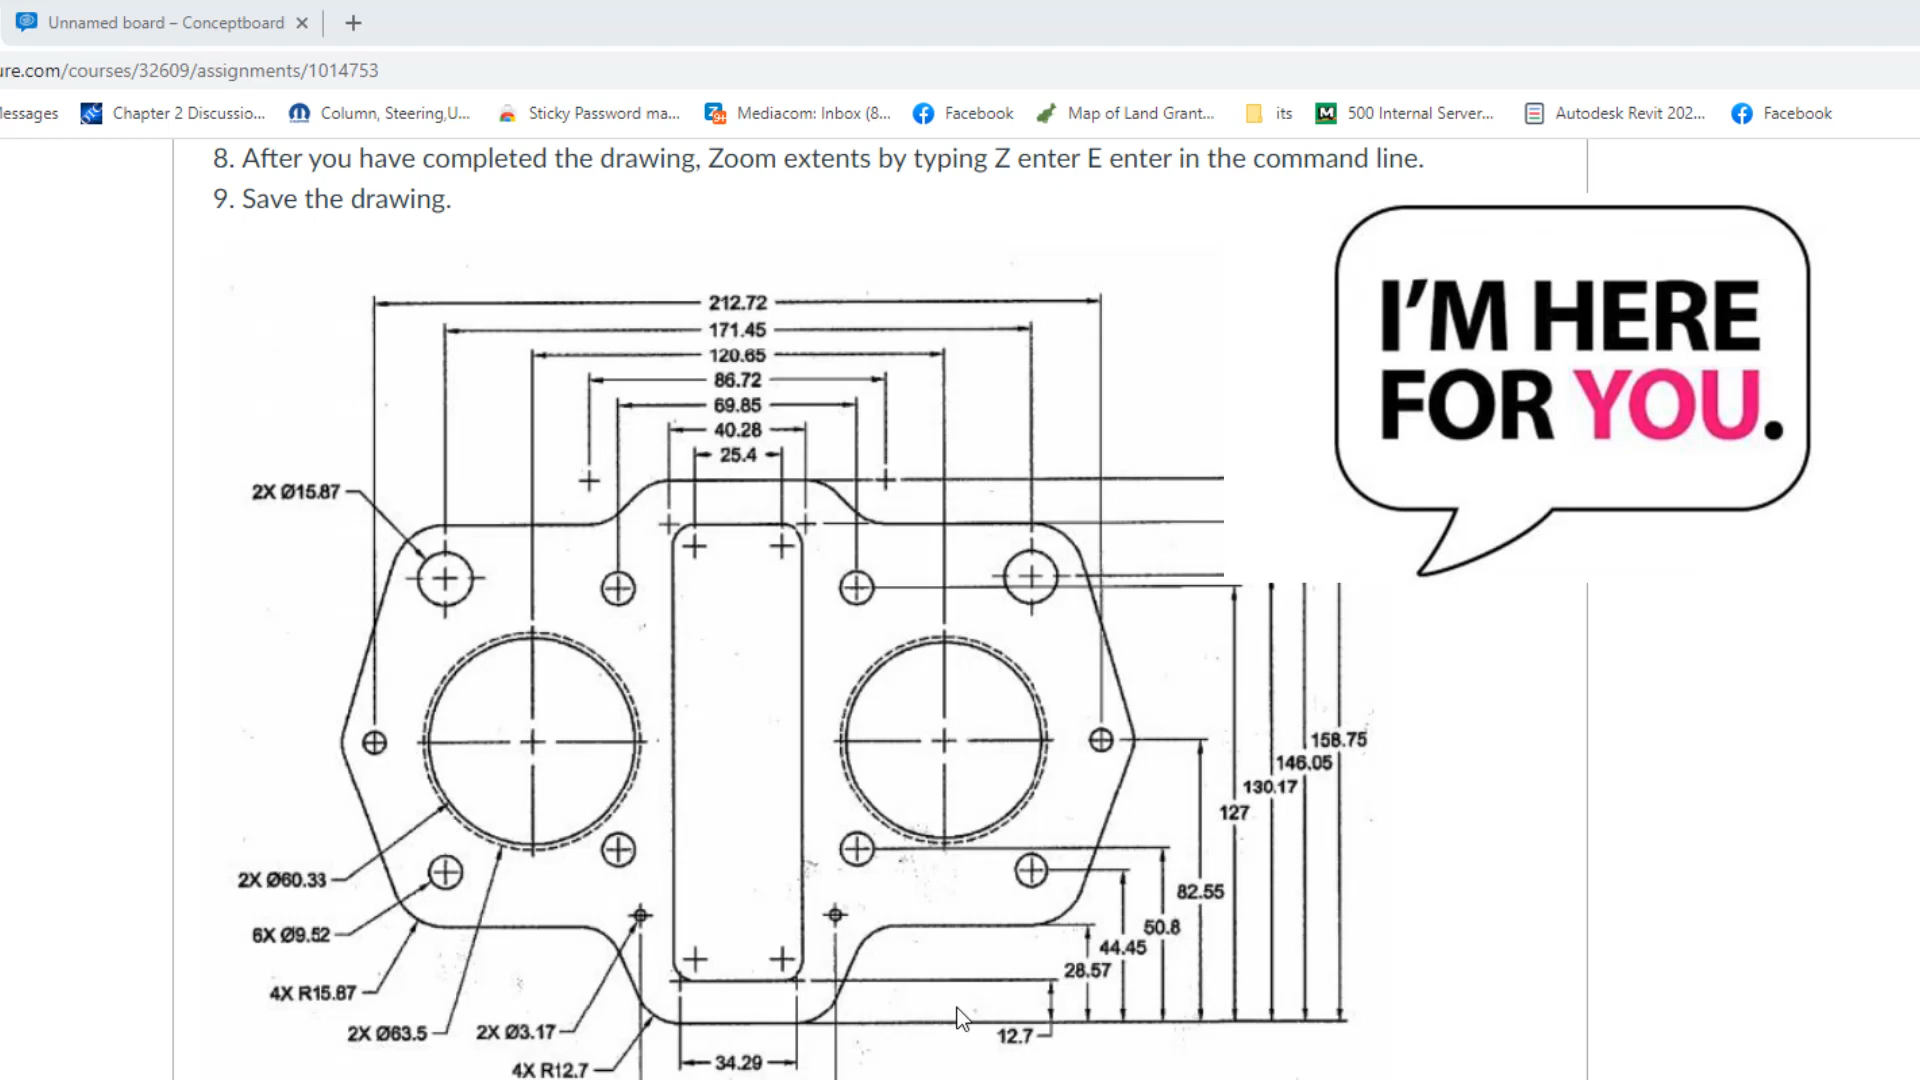 Unnamed board – Conceptboard
ure.com/courses/32609/assignments/1014753
essages
Chapter 2 Discussio...
Column, Steering,U...
Sticky Password ma...
Mediacom: Inbox (8...
Facebook
Map of Land Grant...
its
500 Internal Server...
Autodesk Revit 202...
Facebook
8. After you have completed the drawing, Zoom extents by typing Z enter E enter in the command line.
9. Save the drawing.
I'M HERE
FOR YOU.
212.72
171.45
120.65
86.72
69.85
40.28
25.4
2X Ø15.87
158.75
146.05
130.17
127
2X Ø60.33
82.55
6X Ø9.52
50.8
44.45
28.57
4X R15.87
2X Ø63.5
2X Ø3.17
12.7
34.29
4X R12.7